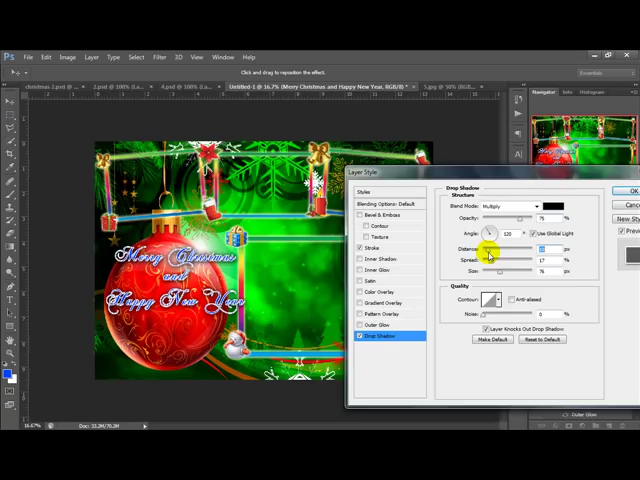 Ps File Edit Image Layer Type Select Filter 3D View Window Help
Click and drag to reposition the effect.
Essentials
christmas 2.psd @
2.psd @ 100% (La...
4.psd @ 100% (La...
Untitled-1 @ 16.7% (Merry Christmas and Happy New Year, RGB/8) *
5.jpg @ 50% (RGB/8)
Navigator Info Histogram
Merry Christmas
and
Happy New Year
Layer Style
Styles
Blending Options: Default
Bevel & Emboss
Contour
Texture
Stroke
Inner Shadow
Inner Glow
Satin
Color Overlay
Gradient Overlay
Pattern Overlay
Outer Glow
Drop Shadow
Drop Shadow
Structure
Blend Mode: Multiply
Opacity: 75 %
Angle: 120 ° Use Global Light
Distance: px
Spread: 17 %
Size: 76 px
Quality
Contour: Anti-aliased
Noise: 0 %
Layer Knocks Out Drop Shadow
Make Default Reset to Default
OK
Cance
New Sty
Pre
Outer Glow
16.67% Doc: 33.2M/70.2M